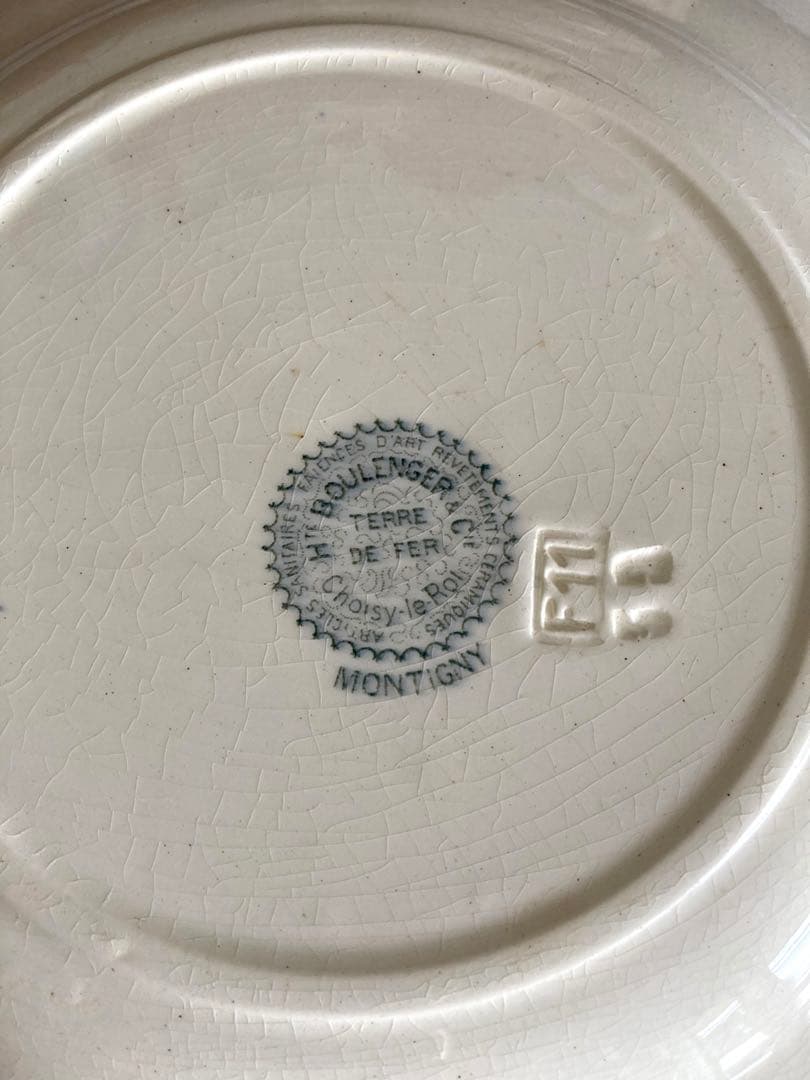 FAÏENCES D'ART REVÊTEMENTS CÉRAMIQUES ARTICLES SANITAIRES
Hte BOULENGER & Cie
TERRE
DE FER
Choisy-le-Roi
MONTIGNY
F11